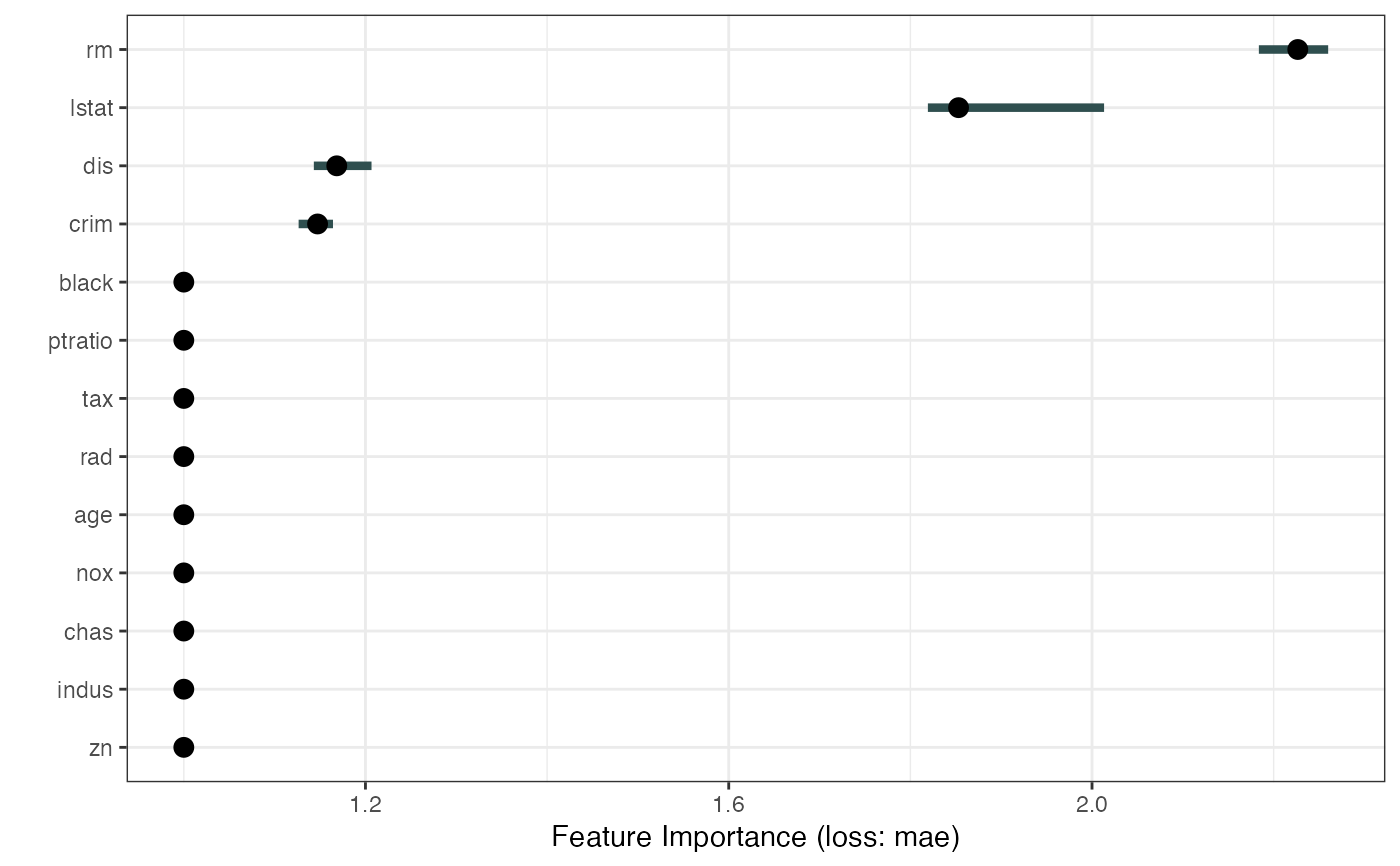 rm
lstat
dis
crim
black
ptratio
tax
rad
age
nox
chas
indus
zn
1.2 1.6 2.0
Feature Importance (loss: mae)